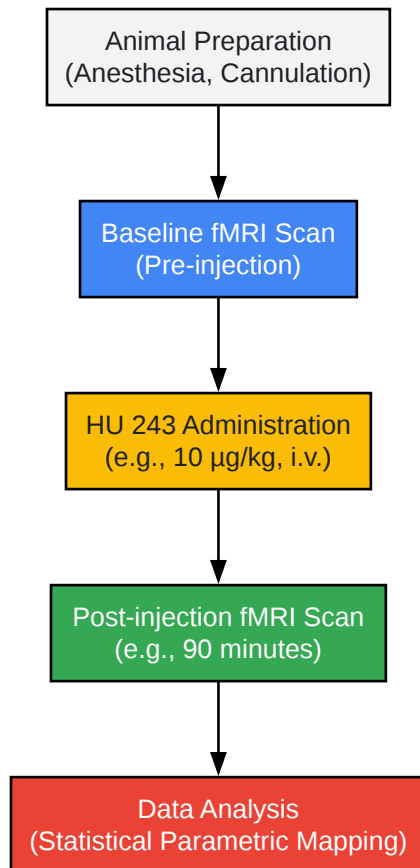 Animal Preparation
(Anesthesia, Cannulation)
Baseline fMRI Scan
(Pre-injection)
HU 243 Administration
(e.g., 10 µg/kg, i.v.)
Post-injection fMRI Scan
(e.g., 90 minutes)
Data Analysis
(Statistical Parametric Mapping)